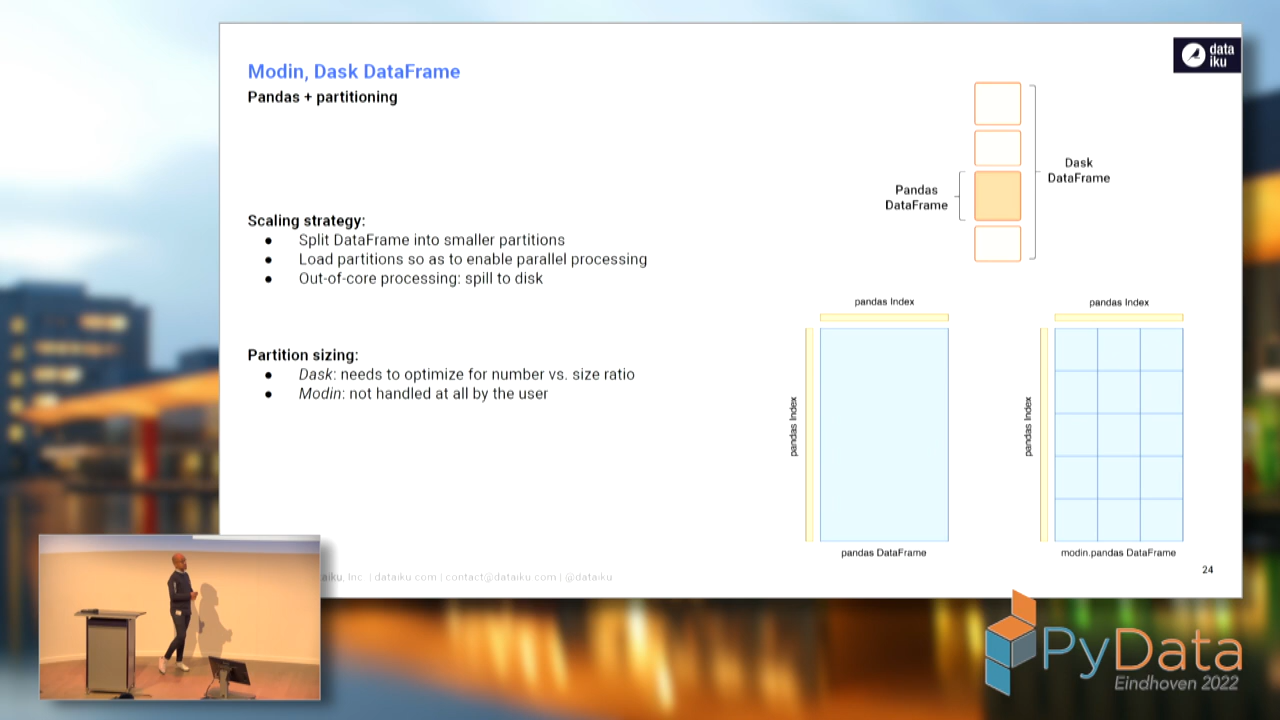 Modin, Dask DataFrame
Pandas + partitioning
data
iku
Scaling strategy:
● Split DataFrame into smaller partitions
● Load partitions so as to enable parallel processing
● Out-of-core processing: spill to disk
Partition sizing:
● Dask: needs to optimize for number vs. size ratio
● Modin: not handled at all by the user
Pandas
DataFrame
Dask
DataFrame
pandas Index
pandas Index
pandas DataFrame
pandas Index
pandas Index
modin.pandas DataFrame
aiku, Inc. | dataiku.com | contact@dataiku.com | @dataiku
24
PyData
Eindhoven 2022